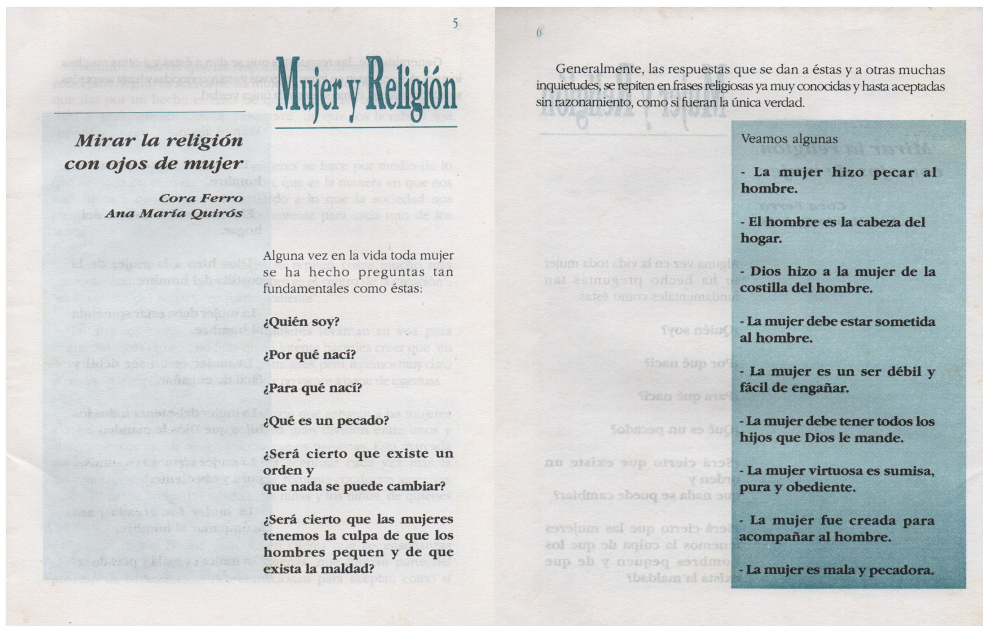 5
Mujer y Religión
Mirar la religión
con ojos de mujer
Cora Ferro
Ana María Quirós
Alguna vez en la vida toda mujer
se ha hecho preguntas tan
fundamentales como éstas:
¿Quién soy?
¿Por qué nací?
¿Para qué nací?
¿Qué es un pecado?
¿Será cierto que existe un
orden y
que nada se puede cambiar?
¿Será cierto que las mujeres
tenemos la culpa de que los
hombres pequen y de que
exista la maldad?
6
Generalmente, las respuestas que se dan a éstas y a otras muchas
inquietudes, se repiten en frases religiosas ya muy conocidas y hasta aceptadas
sin razonamiento, como si fueran la única verdad.
Veamos algunas
- La mujer hizo pecar al
hombre.
- El hombre es la cabeza del
hogar.
- Dios hizo a la mujer de la
costilla del hombre.
- La mujer debe estar sometida
al hombre.
- La mujer es un ser débil y
fácil de engañar.
- La mujer debe tener todos los
hijos que Dios le mande.
- La mujer virtuosa es sumisa,
pura y obediente.
- La mujer fue creada para
acompañar al hombre.
- La mujer es mala y pecadora.